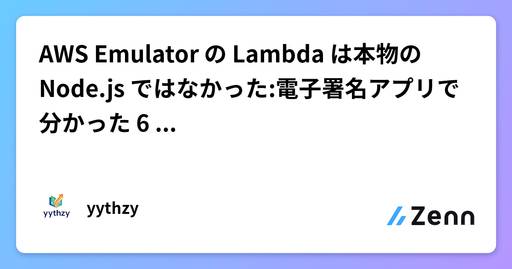 AWS Emulator の Lambda は本物の
Node.js ではなかった:電子署名アプリで
分かった 6 ...
yythzy
yythzy
Zenn